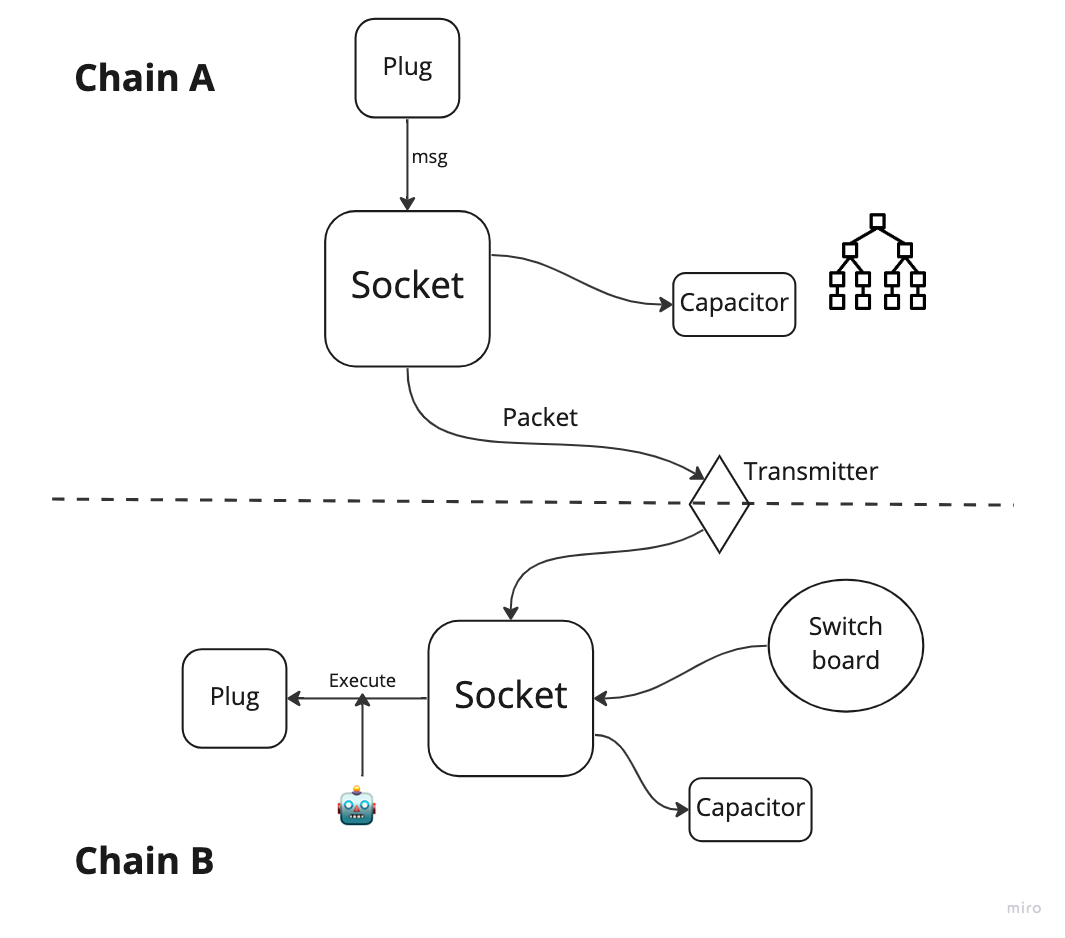 Plug
Chain A
msg
Socket
Capacitor
Packet
Transmitter
Switch
board
Execute
Plug
Socket
Capacitor
Chain B
miro